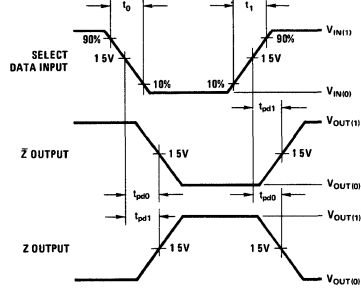 t0 t1
90% 90% VIN(1)
SELECT
DATA INPUT
1 5V 1 5V
10% 10% VIN(0)
tpd1
VOUT(1)
Z̅ OUTPUT 1 5V 1 5V
VOUT(0)
tpd0 tpd0
tpd1 VOUT(1)
Z OUTPUT 1 5V 1 5V
VOUT(0)